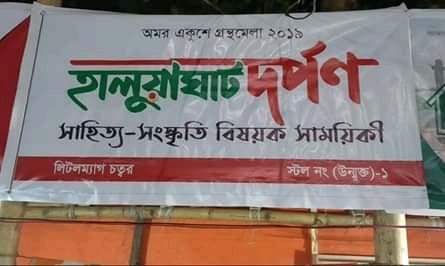 অমর একুশে গ্রন্থমেলা ২০১৯
হালুয়াঘাট দর্পণ
সাহিত্য-সংস্কৃতি বিষয়ক সাময়িকী
লিটলম্যাগ চত্বর স্টল নং (উন্মুক্ত)-১